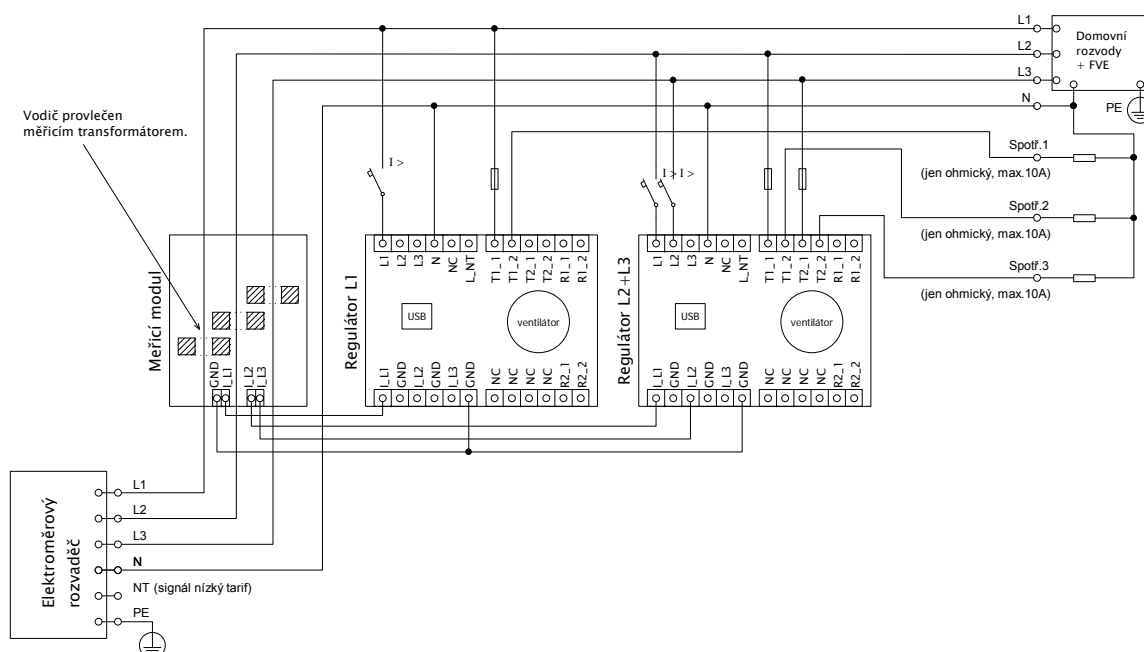 L1
L2
L3
N
Domovní
rozvody
+ FVE
PE
Vodič provlečen
měřicím transformátorem.
I >
I >
I >
Spotř.1
(jen ohmický, max.10A)
Spotř.2
(jen ohmický, max.10A)
Spotř.3
(jen ohmický, max.10A)
Měřicí modul
GND
I_L1
I_L2
I_L3
Regulátor L1
L1
L2
L3
N
NC
L_NT
T1_1
T1_2
T2_1
T2_2
R1_1
R1_2
USB
ventilátor
I_L1
GND
I_L2
GND
I_L3
GND
NC
NC
NC
NC
R2_1
R2_2
Regulátor L2+L3
L1
L2
L3
N
NC
L_NT
T1_1
T1_2
T2_1
T2_2
R1_1
R1_2
USB
ventilátor
I_L1
GND
I_L2
GND
I_L3
GND
NC
NC
NC
NC
R2_1
R2_2
Elektroměrový
rozvaděč
L1
L2
L3
N
NT (signál nízký tarif)
PE